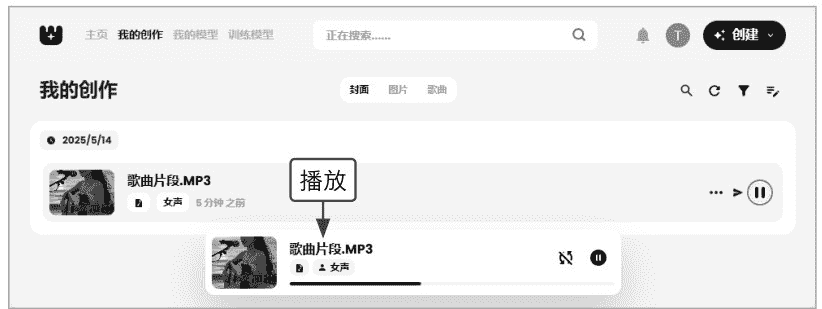 主页 我的创作 我的模型 训练模型 正在搜索...... T 创建
我的创作 封面 图片 歌曲
2025/5/14
歌曲片段.MP3
女声 5 分钟 之前
播放
歌曲片段.MP3
女声